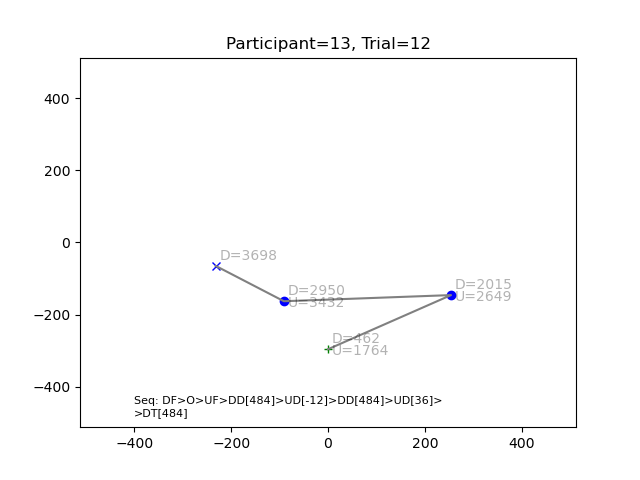 Participant=13, Trial=12
400
200
0
−200
−400
D=3698
D=2950
U=3432
D=2015
U=2649
D=462
U=1764
Seq: DF>O>UF>DD[484]>UD[-12]>DD[484]>UD[36]>
>DT[484]
−400
−200
0
200
400